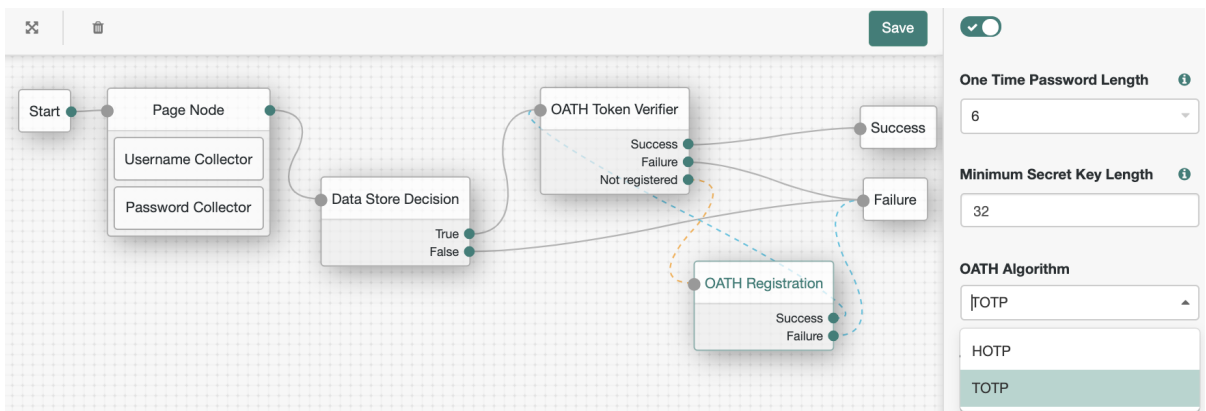 Save
Start
Page Node
Username Collector
Password Collector
Data Store Decision
True
False
OATH Token Verifier
Success
Failure
Not registered
OATH Registration
Success
Failure
Success
Failure
One Time Password Length
6
Minimum Secret Key Length
32
OATH Algorithm
TOTP
HOTP
TOTP